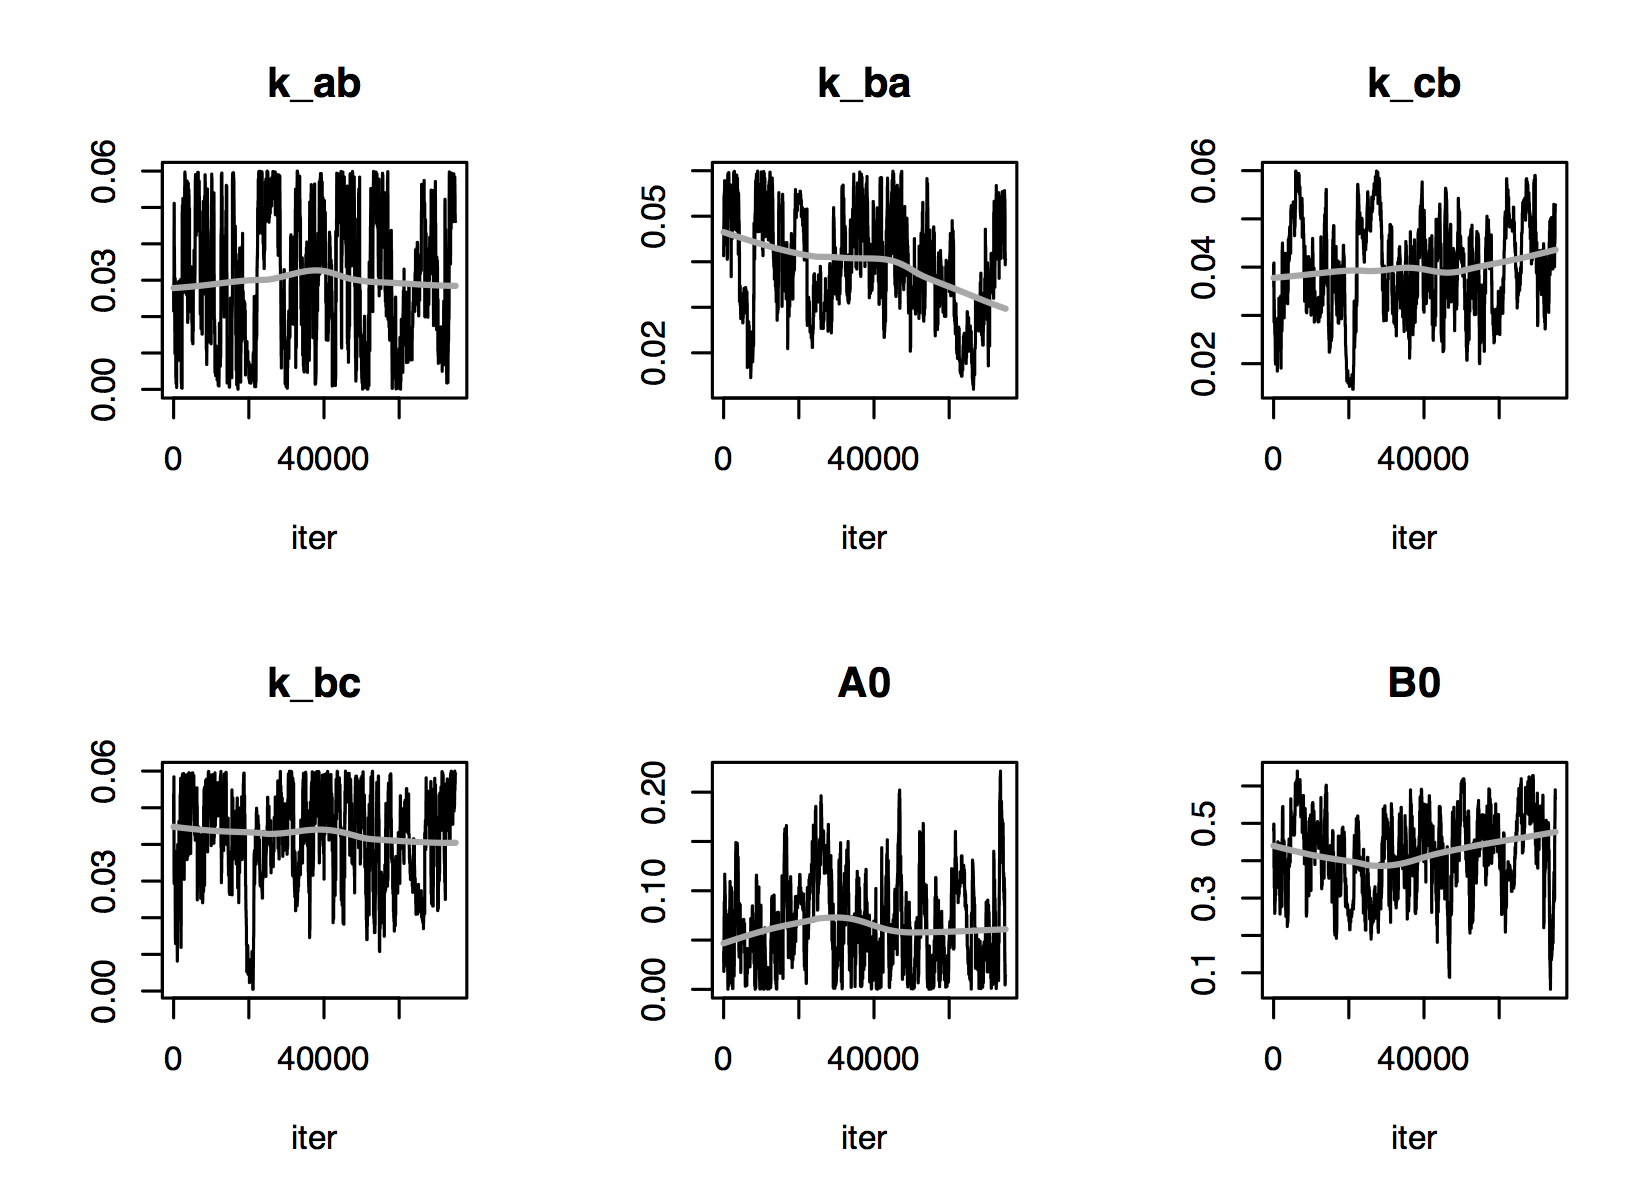 k_ab k_ba k_cb
0.06 0.05 0.06
0.03 0.04
0.00 0.02 0.02
0 40000 0 40000 0 40000
iter iter iter
k_bc A0 B0
0.06 0.20 0.5
0.03 0.10 0.3
0.00 0.00 0.1
0 40000 0 40000 0 40000
iter iter iter